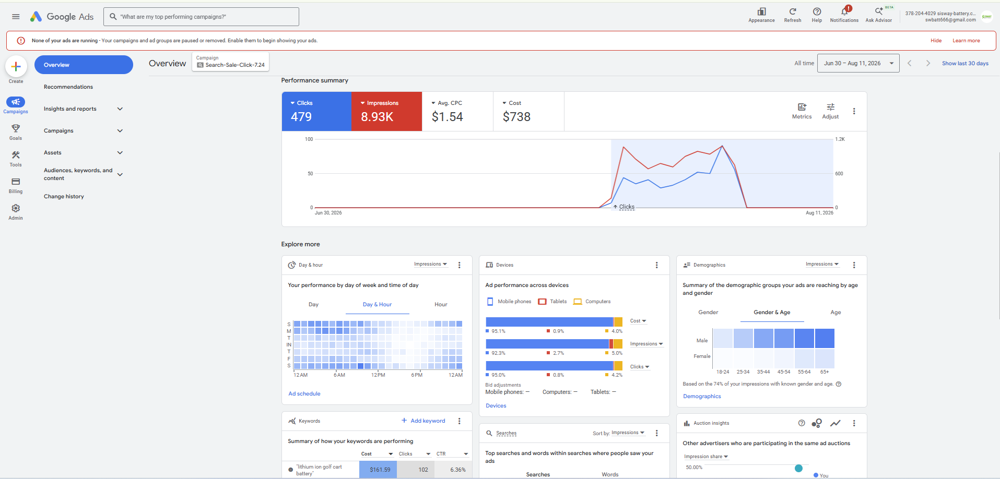 Google Ads
"What are my top performing campaigns?"
Appearance
Refresh
Help
Notifications
Ask Advisor
BETA
378-204-4029 sisway-battery.c...
swbatt666@gmail.com
None of your ads are running - Your campaigns and ad groups are paused or removed. Enable them to begin showing your ads.
Hide
Learn more
Create
Campaigns
Goals
Tools
Billing
Admin
Overview
Recommendations
Insights and reports
Campaigns
Assets
Audiences, keywords, and
content
Change history
Overview
Campaign
Search-Sale-Click-7.24
All time
Jun 30 – Aug 11, 2026
Show last 30 days
Performance summary
Clicks
479
Impressions
8.93K
Avg. CPC
$1.54
Cost
$738
Metrics
Adjust
100
50
0
1.2K
600
0
Clicks
Jun 30, 2026
Aug 11, 2026
Explore more
Day & hour
Impressions
Your performance by day of week and time of day
Day
Day & Hour
Hour
S
M
T
IN
T
F
S
12 AM
6 AM
12 PM
6 PM
12 AM
Ad schedule
Devices
Ad performance across devices
Mobile phones
Tablets
Computers
Cost
95.1%
0.9%
4.0%
Impressions
92.3%
2.7%
5.0%
Clicks
95.0%
0.8%
4.2%
Bid adjustments
Mobile phones: —
Computers: —
Tablets: —
Devices
Demographics
Impressions
Summary of the demographic groups your ads are reaching by age
and gender
Gender
Gender & Age
Age
Male
Female
18-24
25-34
35-44
45-54
55-64
65+
Based on the 74% of your impressions with known gender and age.
Demographics
Keywords
Add keyword
Summary of how your keywords are performing
Cost
Clicks
CTR
"lithium ion golf cart
battery"
$161.59
102
6.36%
Searches
Sort by: Impressions
Top searches and words within searches where people saw your
ads
Searches
Words
Auction insights
Other advertisers who are participating in the same ad auctions
Impression share
50.00%
You